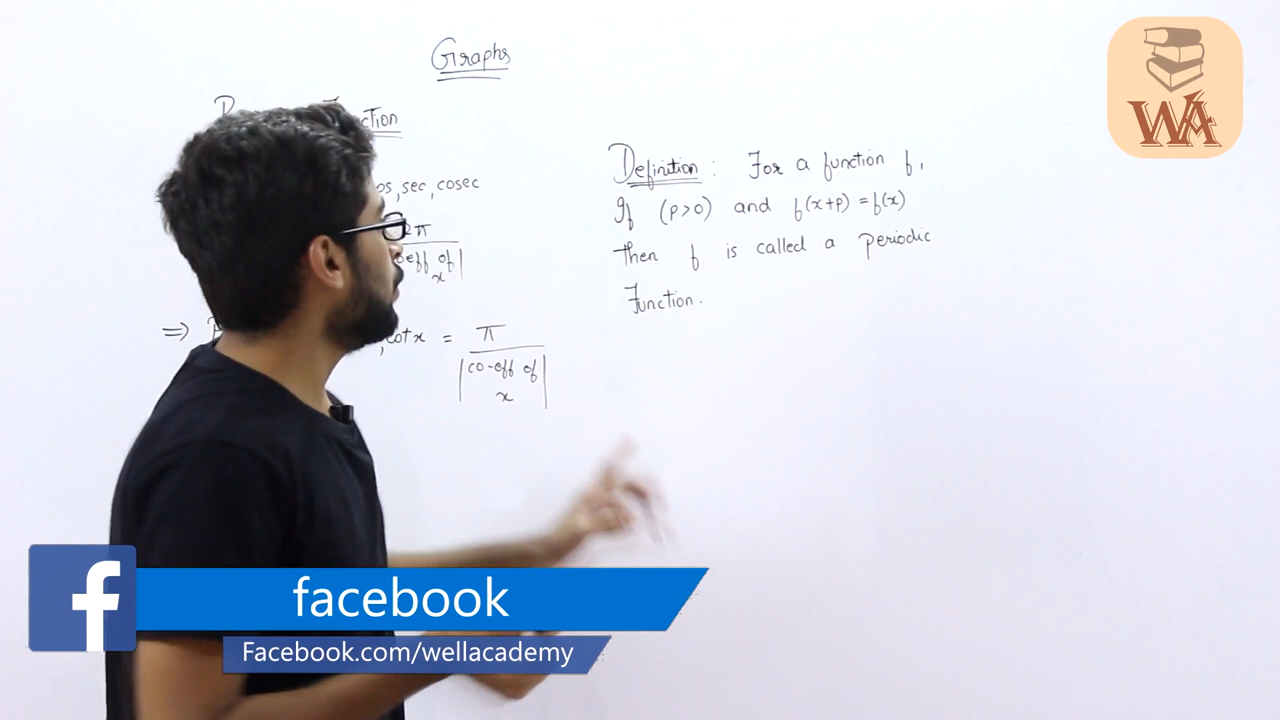 Graphs
ction
os, sec, cosec
2π
o-eff of
x
⇒ cot x = π
|co-eff of
x|
Definition : For a function f,
If (p>0) and f(x+p) = f(x)
then f is called a periodic
Function.
WA
facebook
Facebook.com/wellacademy